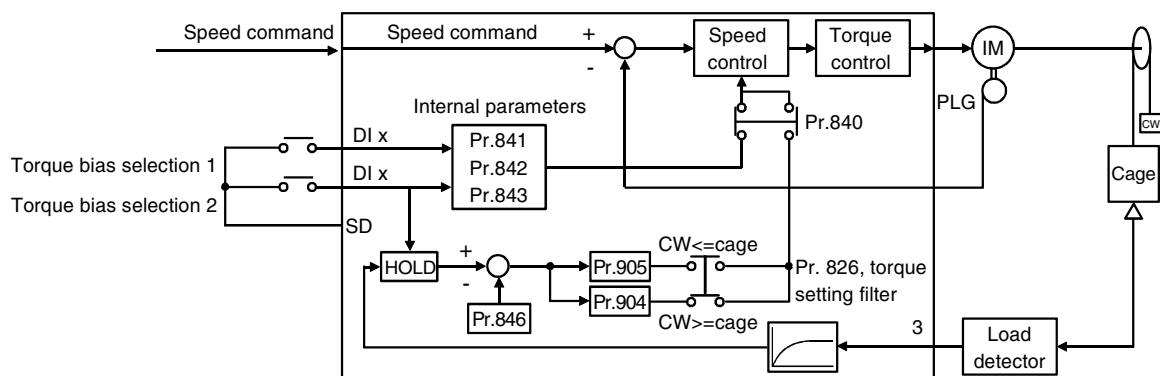 Speed command
Speed command
+
-
Speed
control
Torque
control
IM
PLG
CW
Cage
Internal parameters
Pr.840
Pr.841
Pr.842
Pr.843
DI x
DI x
Torque bias selection 1
Torque bias selection 2
SD
HOLD
+
-
Pr.846
Pr.905
Pr.904
CW<=cage
CW>=cage
Pr. 826, torque
setting filter
3
Load
detector